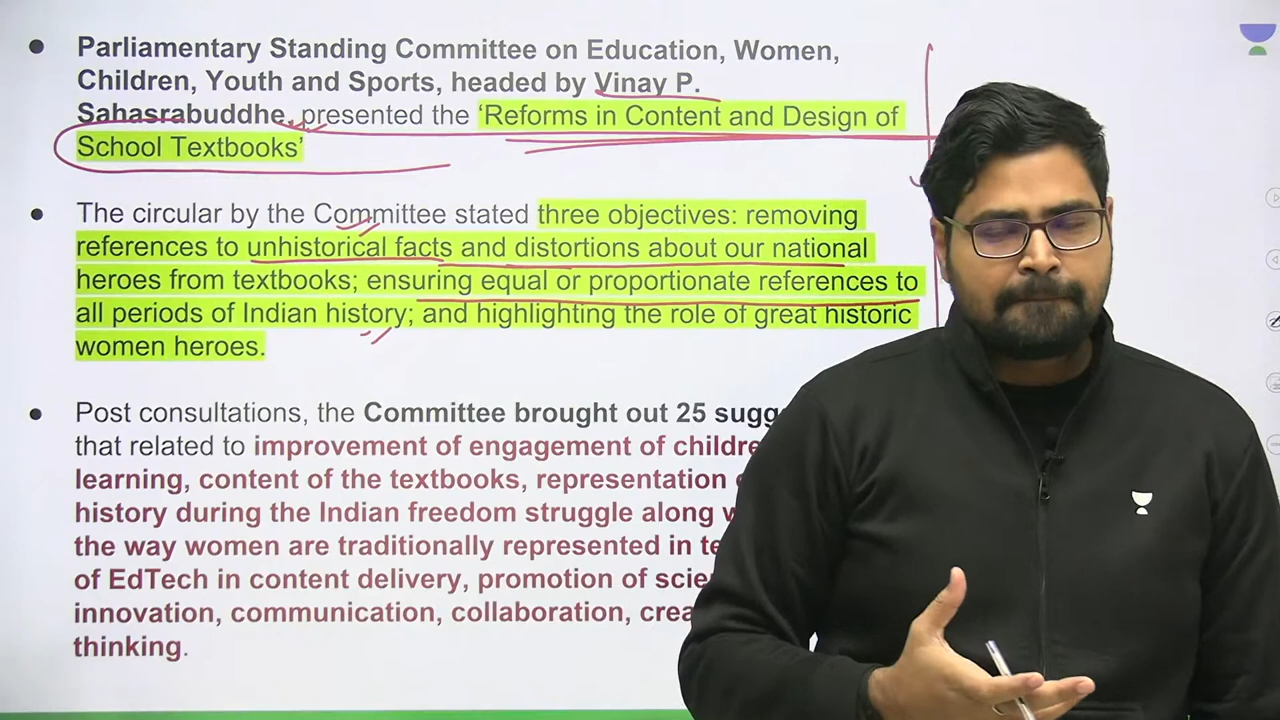 Parliamentary Standing Committee on Education, Women,
Children, Youth and Sports, headed by Vinay P.
Sahasrabuddhe, presented the ‘Reforms in Content and Design of
School Textbooks’
The circular by the Committee stated three objectives: removing
references to unhistorical facts and distortions about our national
heroes from textbooks; ensuring equal or proportionate references to
all periods of Indian history; and highlighting the role of great historic
women heroes.
Post consultations, the Committee brought out 25 sugg
that related to improvement of engagement of childre
learning, content of the textbooks, representation
history during the Indian freedom struggle along
the way women are traditionally represented in te
of EdTech in content delivery, promotion of scie
innovation, communication, collaboration, crea
thinking.